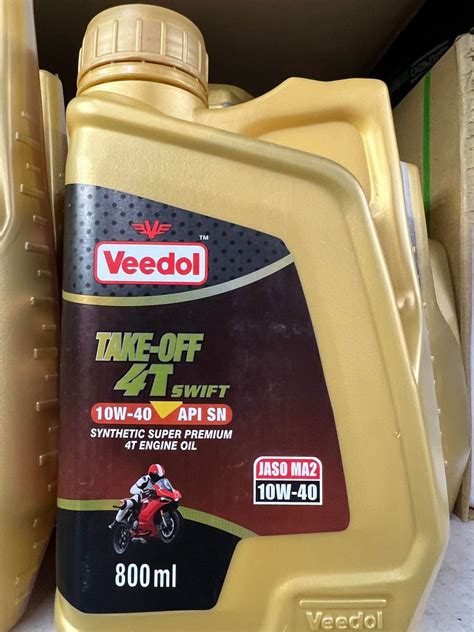 Veedol™
TAKE-OFF
4T SWIFT
10W-40 API SN
SYNTHETIC SUPER PREMIUM
4T ENGINE OIL
JASO MA2
10W-40
800ml
Veedol